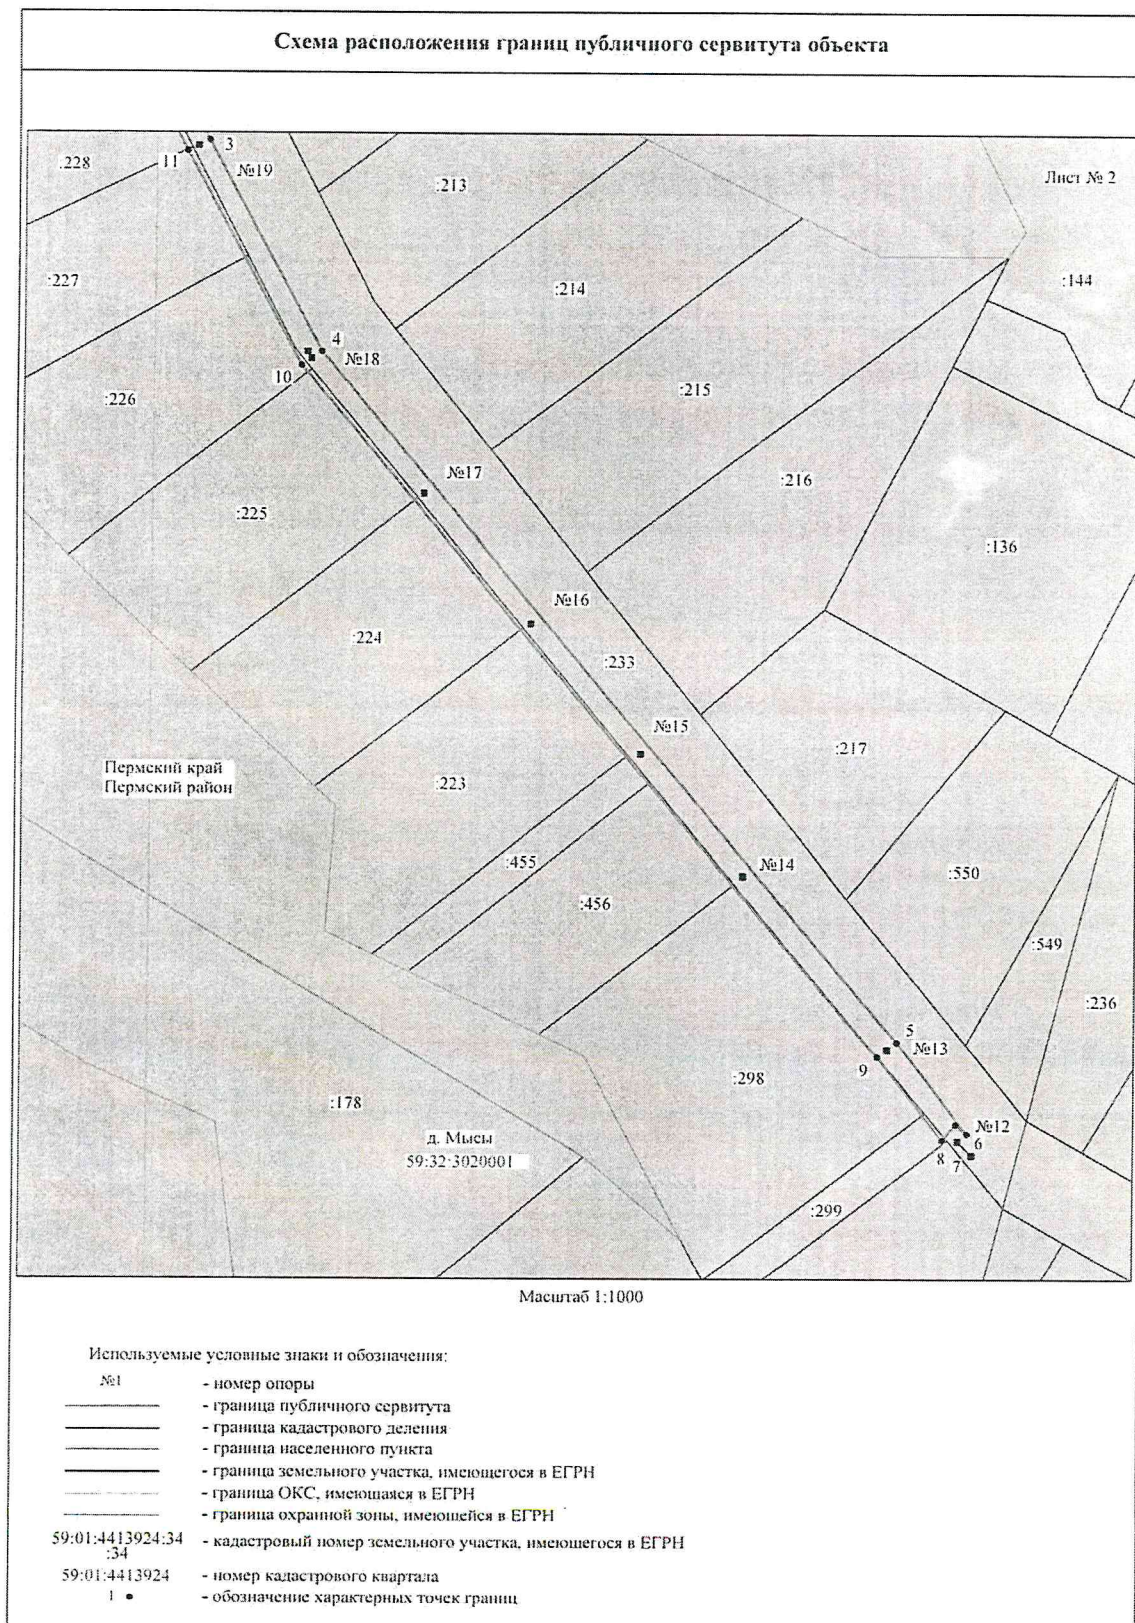 Схема расположения границ публичного сервитута объекта
Лист № 2
3
11
:228
№19
:213
:227
:214
:144
4
№18
10
:226
:215
№17
:216
:225
:136
№16
:224
:233
№15
:217
Пермский край
Пермский район
:223
:455
№14
:550
:456
:549
:236
5
№13
9
:298
:178
№12
6
д. Мысы
59:32:3020001
8
7
:299
Масштаб 1:1000
Используемые условные знаки и обозначения:
№1 - номер опоры
- граница публичного сервитута
- граница кадастрового деления
- граница населенного пункта
- граница земельного участка, имеющегося в ЕГРН
- граница ОКС, имеющаяся в ЕГРН
- граница охранной зоны, имеющейся в ЕГРН
59:01:4413924:34 - кадастровый номер земельного участка, имеющегося в ЕГРН
:34
59:01:4413924 - номер кадастрового квартала
1 - обозначение характерных точек границ